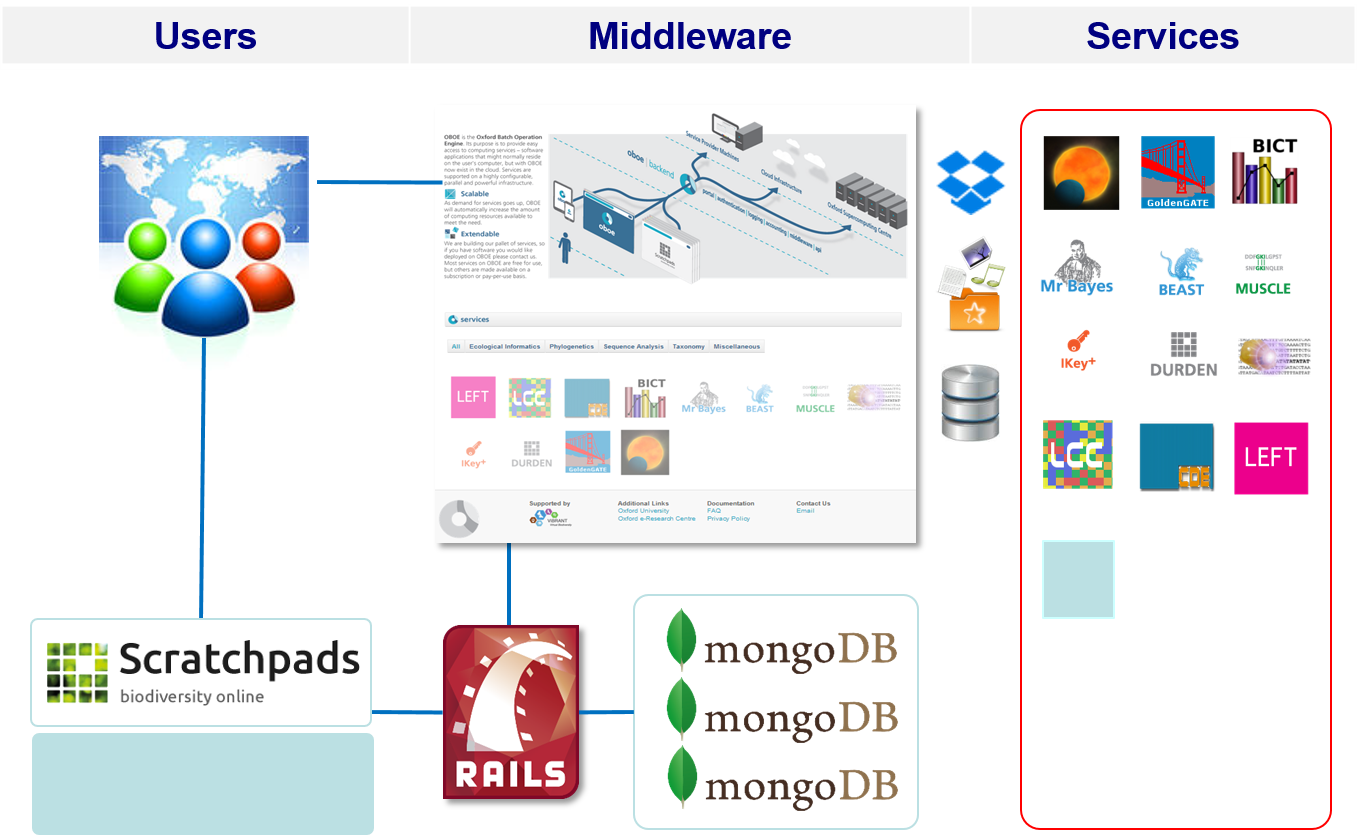 Users
Middleware
Services
OBOE is the Oxford Batch Operation
Engine. Its purpose is to provide easy
access to computing services – software
applications that might normally reside
on the user's computer, but with OBOE
now exist in the cloud. Services are
supported on a highly configurable,
parallel and powerful infrastructure.
Scalable
As demand for services goes up, OBOE
will automatically increase the amount
of computing resources available to
meet the need.
Extendable
We are building our pallet of services, so
if you have software you would like
deployed on OBOE please contact us.
Most services on OBOE are free for use,
but others are made available on a
subscription or pay-per-use basis.
oboe | backend
Service Provider Machines
Cloud Infrastructure
portal | authentication | logging | accounting | middleware | api
Oxford Supercomputing Centre
oboe
Scratchpads
services
All Ecological Informatics Phylogenetics Sequence Analysis Taxonomy Miscellaneous
LEFT
LCC
COE
BICT
Mr Bayes
BEAST
MUSCLE
IKey+
DURDEN
GoldenGATE
Supported by
VIBRANT
Additional Links
Oxford University
Oxford e-Research Centre
Documentation
FAQ
Privacy Policy
Contact Us
Email
GoldenGATE
BICT
Mr Bayes
BEAST
MUSCLE
IKey+
DURDEN
LCC
COE
LEFT
Scratchpads
biodiversity online
RAILS
mongoDB
mongoDB
mongoDB